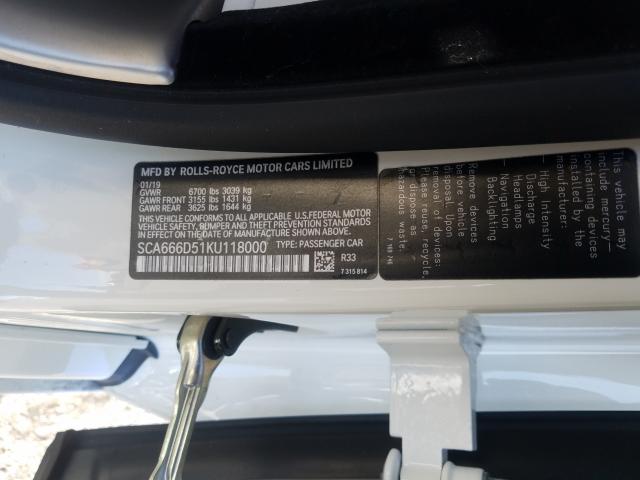 MFD BY ROLLS-ROYCE MOTOR CARS LIMITED
01/19
GVWR 6700 lbs 3039 kg
GAWR FRONT 3155 lbs 1431 kg
GAWR REAR 3625 lbs 1644 kg
THIS VEHICLE CONFORMS TO ALL APPLICABLE U.S.FEDERAL MOTOR
VEHICLE SAFETY, BUMPER, AND THEFT PREVENTION STANDARDS
IN EFFECT ON THE DATE OF MANUFACTURE SHOWN ABOVE.
SCA666D51KU118000 TYPE: PASSENGER CAR
R33
7 315 814
This vehicle may
include mercury-
containing devices
installed by the
manufacturer:
- High Intensity
Discharge
Headlamps
- Navigation
Backlighting
Remove devices
before vehicle
disposal. Upon
removal of devices
please reuse, recycle
or dispose as
hazardous waste.
7 193 746